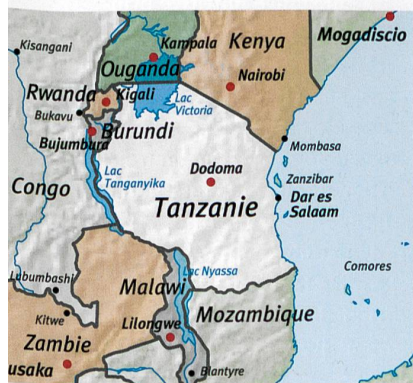 Kisangani
Kampala
Kenya
Mogadiscio
Ouganda
Nairobi
Rwanda
Kigali
Lac
Victoria
Bukavu
Burundi
Bujumbura
Mombasa
Lac
Tanganyika
Dodoma
Zanzibar
Congo
Tanzanie
Dar es
Salaam
Lac Nyassa
Comores
Lubumbashi
Malawi
Kitwe
Lilongwe
Mozambique
Zambie
usaka
Blantyre